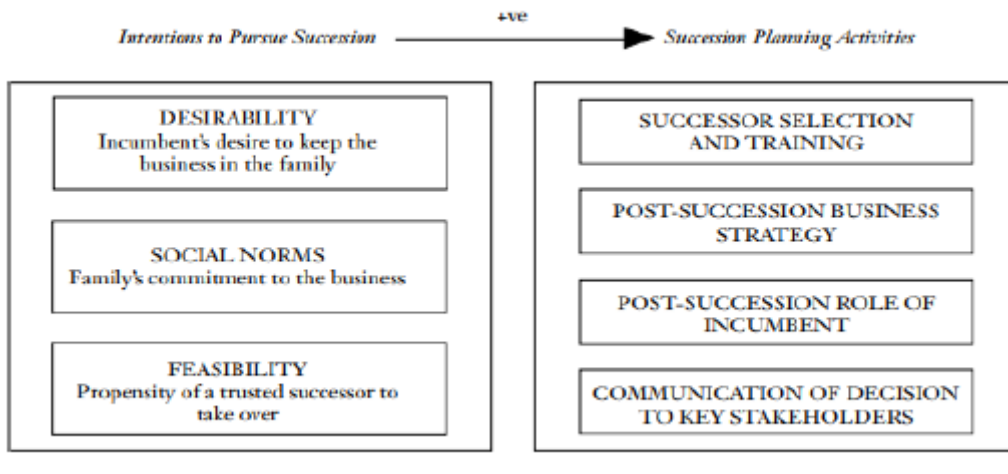 +ve
Intentions to Pursue Succession
Succession Planning Activities
DESIRABILITY
Incumbent's desire to keep the
business in the family
SOCIAL NORMS
Family's commitment to the business
FEASIBILITY
Propensity of a trusted successor to
take over
SUCCESSOR SELECTION
AND TRAINING
POST-SUCCESSION BUSINESS
STRATEGY
POST-SUCCESSION ROLE OF
INCUMBENT
COMMUNICATION OF DECISION
TO KEY STAKEHOLDERS